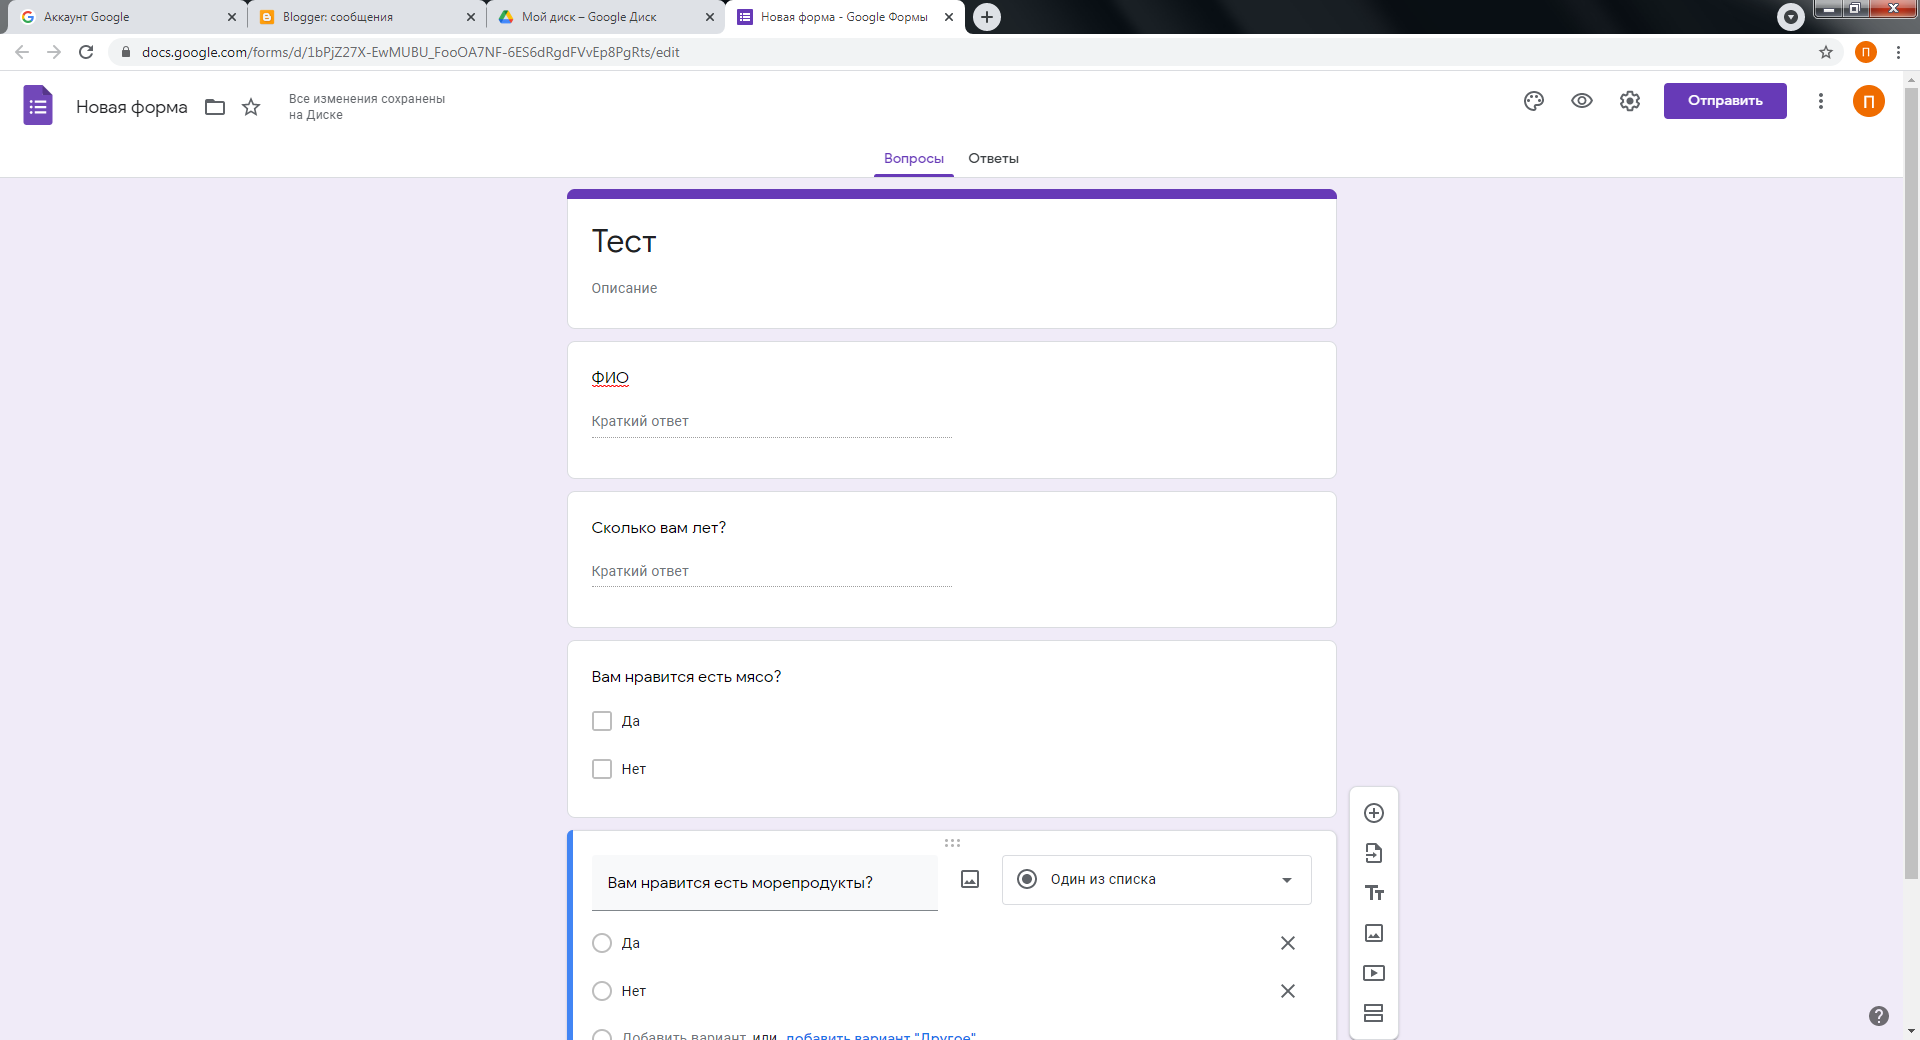 Аккаунт Google
Blogger: сообщения
Мой диск – Google Диск
Новая форма - Google Формы
docs.google.com/forms/d/1bPjZ27X-EwMUBU_FooOA7NF-6ES6dRgdFVvEp8PgRts/edit
П
Новая форма
Все изменения сохранены
на Диске
Отправить
П
Вопросы
Ответы
Тест
Описание
ФИО
Краткий ответ
Сколько вам лет?
Краткий ответ
Вам нравится есть мясо?
Да
Нет
Вам нравится есть морепродукты?
Один из списка
Да
Нет
Добавить вариант или добавить вариант "Другое"